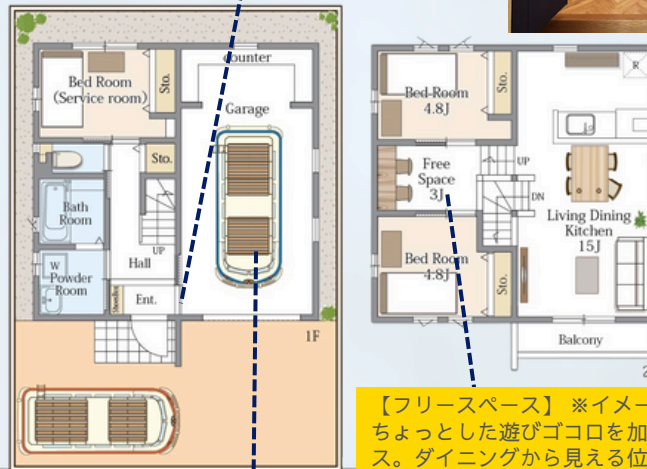 counter
Bed Room
(Service room)
Sto.
Garage
Sto.
Bath
Room
UP
Hall
W
Powder
Room
Shoesbox
Ent.
1F
Bed Room
4.8J
Sto.
R
Free
Space
3J
UP
DN
Living Dining
Kitchen
15J
Bed Room
4.8J
Sto.
Balcony
2
【フリースペース】 ※イメー
ちょっとした遊びゴコロを加
ス。ダイニングから見える位